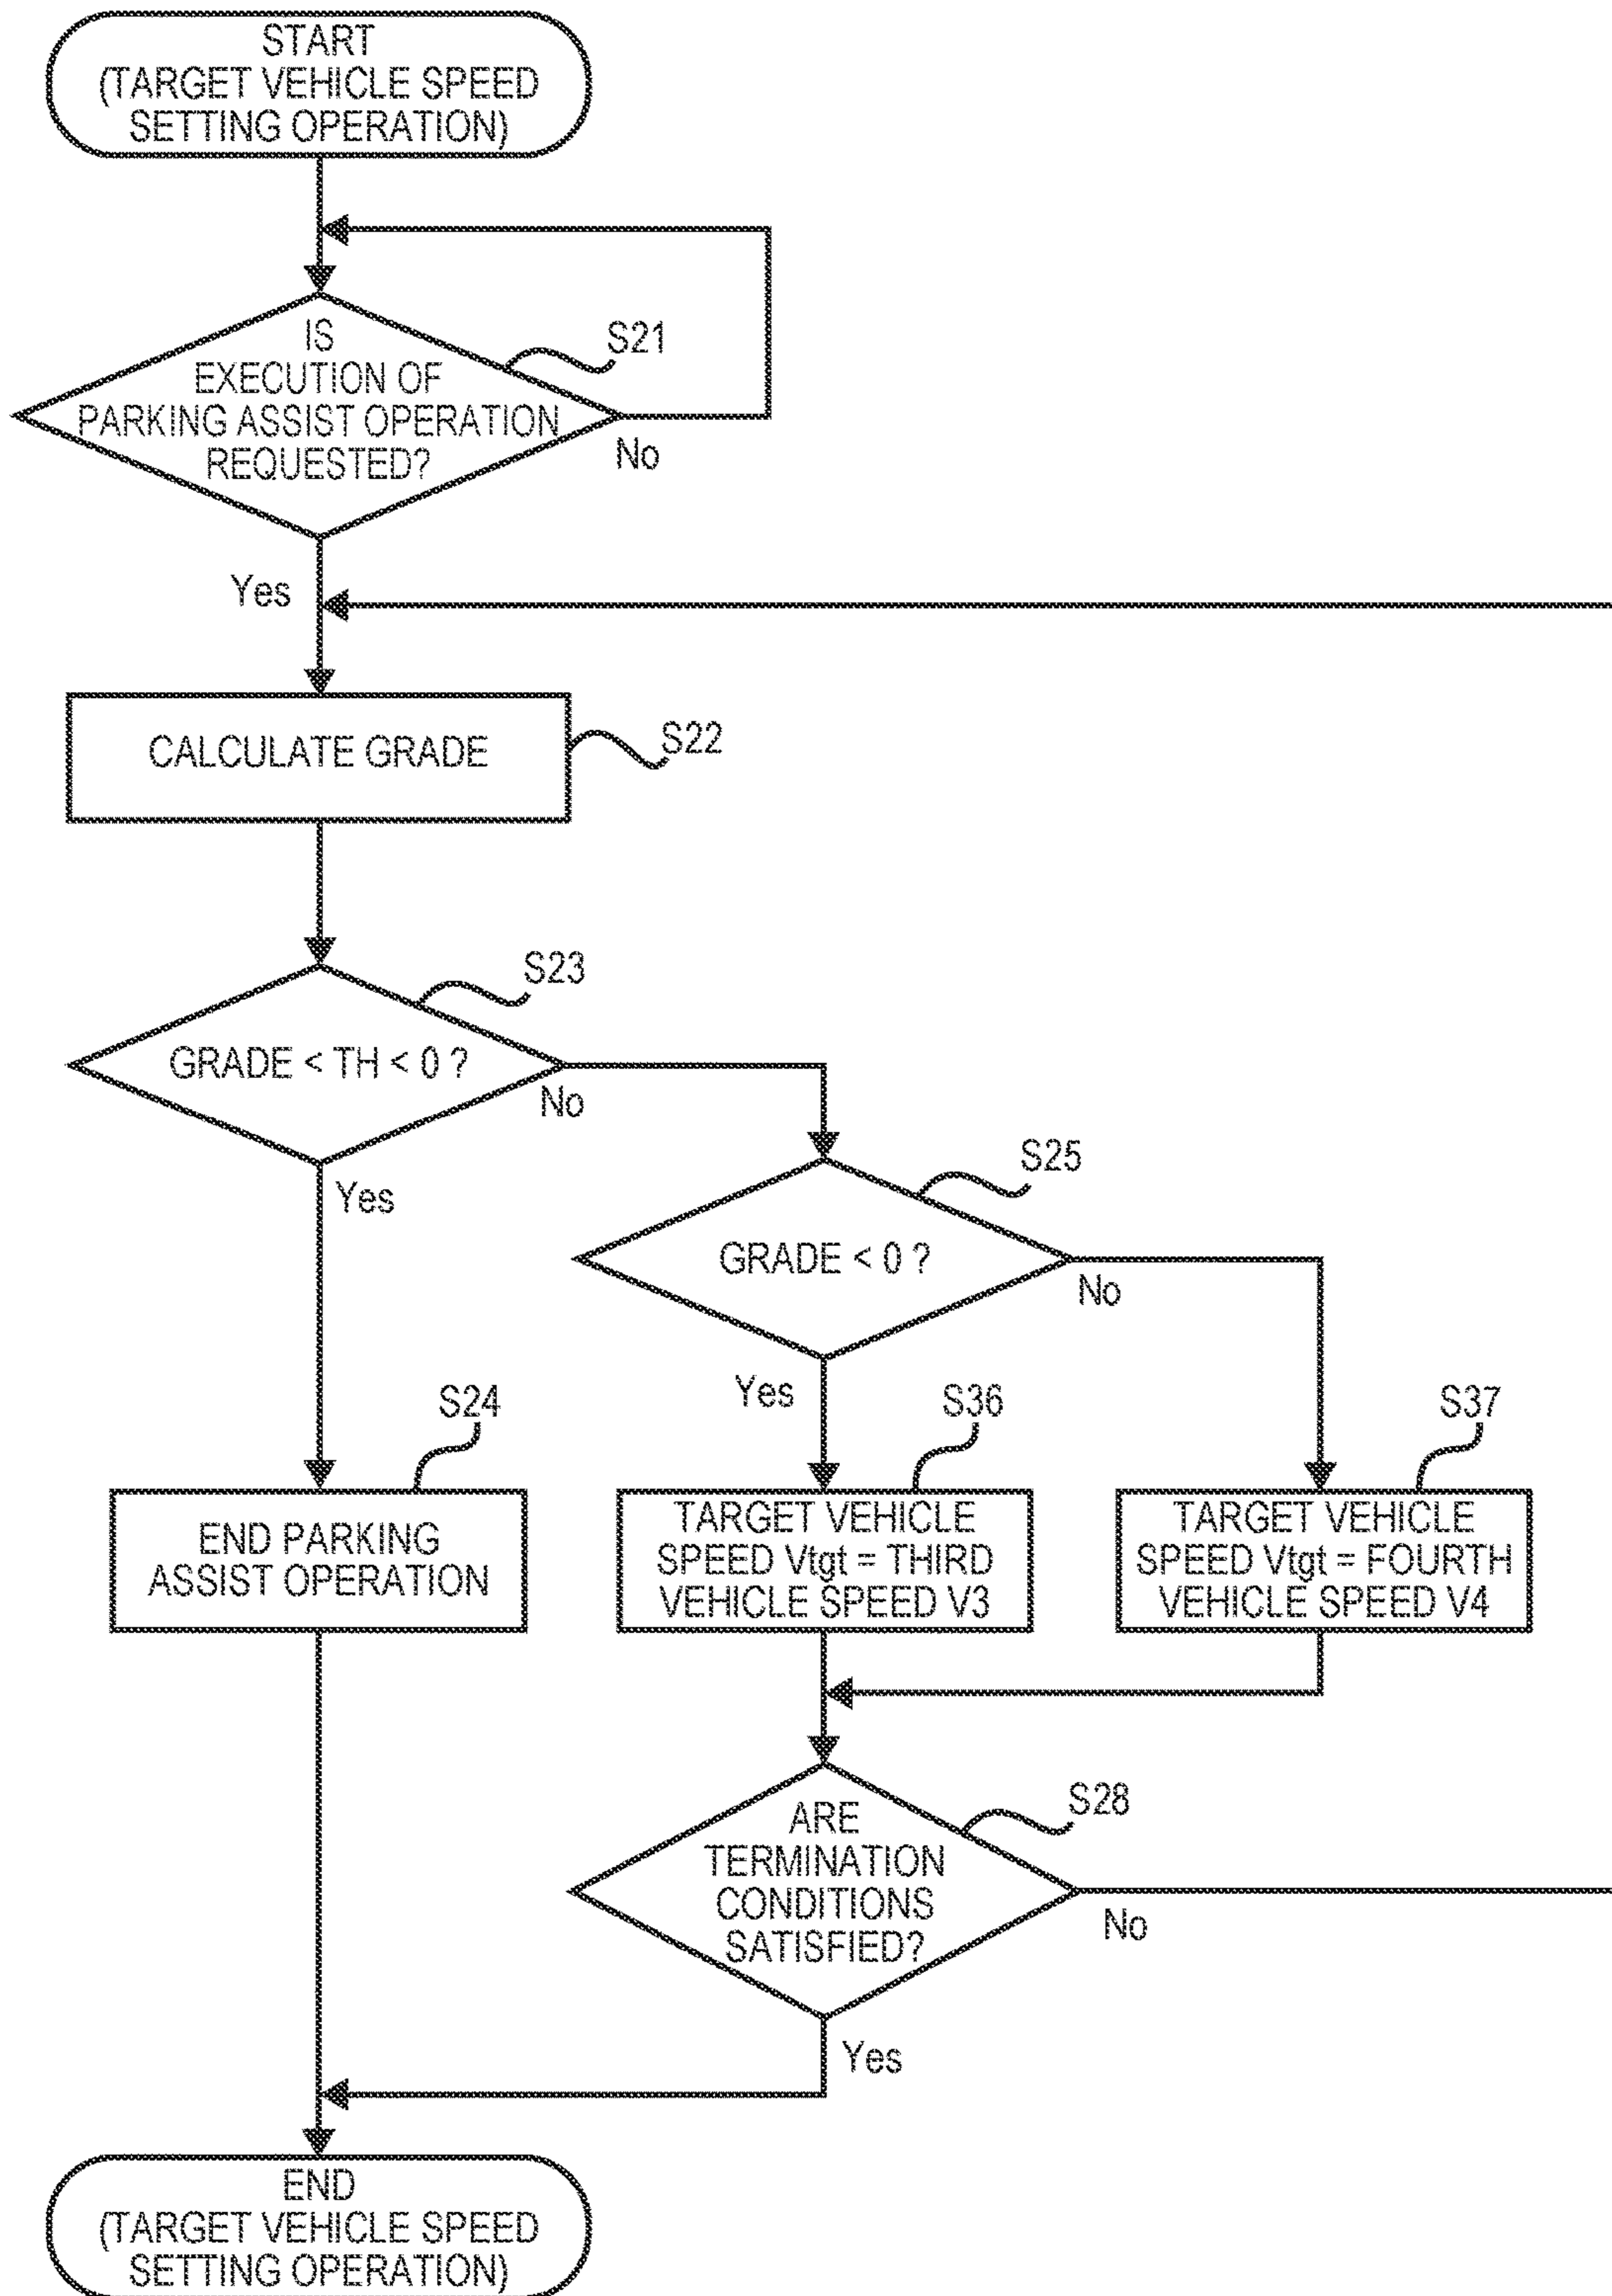 START
(TARGET VEHICLE SPEED
SETTING OPERATION)
IS
EXECUTION OF
PARKING ASSIST OPERATION
REQUESTED?
S21
No
Yes
CALCULATE GRADE
S22
S23
GRADE < TH < 0 ?
No
Yes
S25
GRADE < 0 ?
No
Yes
S24
END PARKING
ASSIST OPERATION
S36
TARGET VEHICLE
SPEED Vtgt = THIRD
VEHICLE SPEED V3
S37
TARGET VEHICLE
SPEED Vtgt = FOURTH
VEHICLE SPEED V4
S28
ARE
TERMINATION
CONDITIONS
SATISFIED?
No
Yes
END
(TARGET VEHICLE SPEED
SETTING OPERATION)